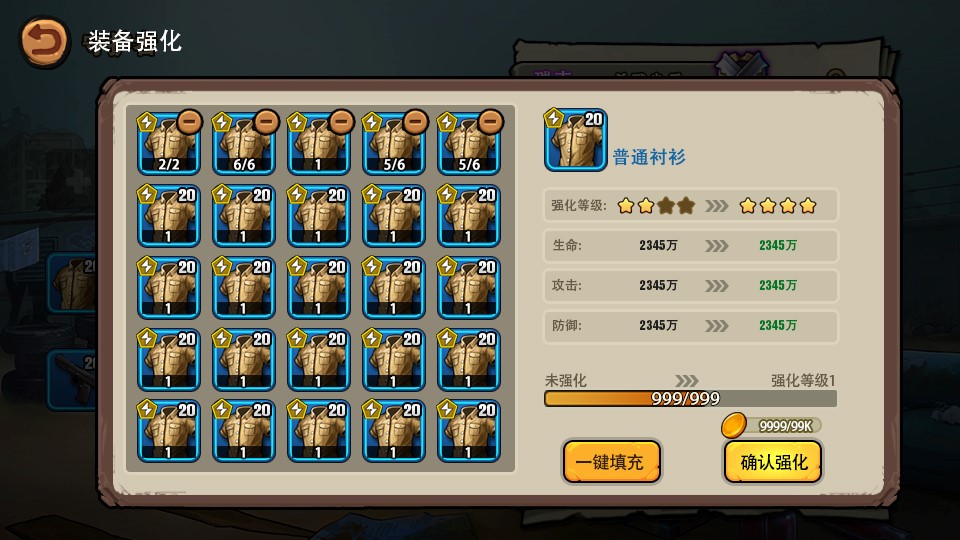 装备强化
20
普通衬衫
2/2 6/6 1 5/6 5/6
20 20 20 20 20
1 1 1 1 1
20 20 20 20 20
1 1 1 1 1
20 20 20 20 20
1 1 1 1 1
20 20 20 20 20
1 1 1 1 1
强化等级:
生命: 2345万 2345万
攻击: 2345万 2345万
防御: 2345万 2345万
未强化 强化等级1
999/999
9999/99K
一键填充 确认强化